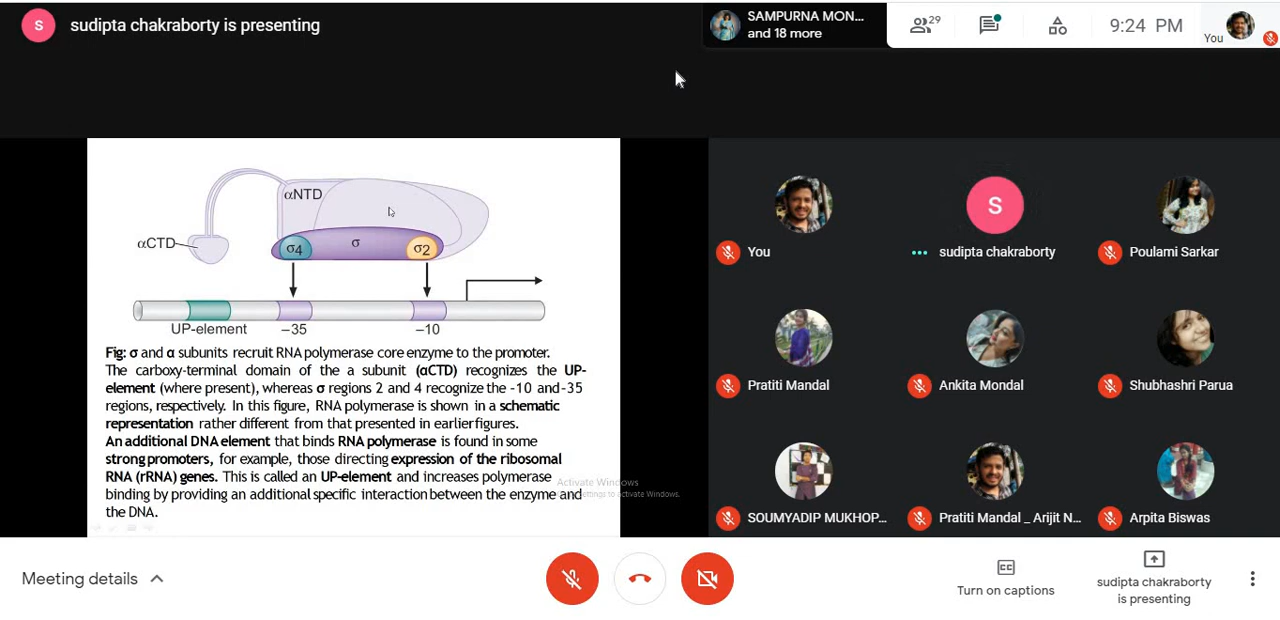 S
sudipta chakraborty is presenting
SAMPURNA MON...
and 18 more
29
9:24 PM
You
αNTD
αCTD
σ4
σ
σ2
UP-element
−35
−10
Fig: σ and α subunits recruit RNA polymerase core enzyme to the promoter.
The carboxy-terminal domain of the a subunit (αCTD) recognizes the UP-
element (where present), whereas σ regions 2 and 4 recognize the -10 and -35
regions, respectively. In this figure, RNA polymerase is shown in a schematic
representation rather different from that presented in earlier figures.
An additional DNA element that binds RNA polymerase is found in some
strong promoters, for example, those directing expression of the ribosomal
RNA (rRNA) genes. This is called an UP-element and increases polymerase
binding by providing an additional specific interaction between the enzyme and
the DNA.
Activate Windows
to activate Windows.
You
S
sudipta chakraborty
Poulami Sarkar
Pratiti Mandal
Ankita Mondal
Shubhashri Parua
SOUMYADIP MUKHOP...
Pratiti Mandal _ Arijit N...
Arpita Biswas
Meeting details
CC
Turn on captions
sudipta chakraborty
is presenting